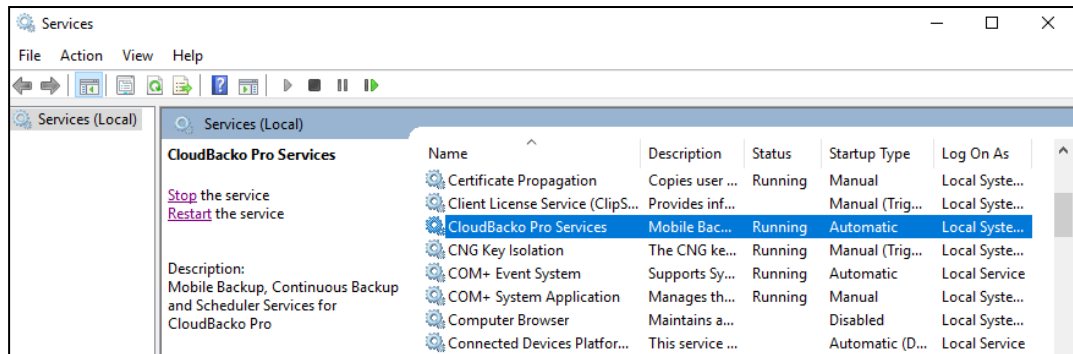 Services
File Action View Help
Services (Local)
Services (Local)
CloudBacko Pro Services
Stop the service
Restart the service
Description:
Mobile Backup, Continuous Backup
and Scheduler Services for
CloudBacko Pro
Name Description Status Startup Type Log On As
Certificate Propagation Copies user ... Running Manual Local Syste...
Client License Service (ClipS... Provides inf... Manual (Trig... Local Syste...
CloudBacko Pro Services Mobile Bac... Running Automatic Local Syste...
CNG Key Isolation The CNG ke... Running Manual (Trig... Local Syste...
COM+ Event System Supports Sy... Running Automatic Local Service
COM+ System Application Manages th... Running Manual Local Syste...
Computer Browser Maintains a... Disabled Local Syste...
Connected Devices Platfor... This service ... Automatic (D... Local Service